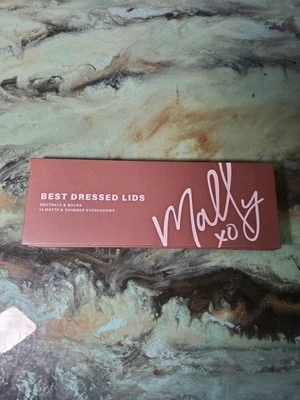 BEST DRESSED LIDS
NEUTRALS & BOLDS
14 MATTE & SHIMMER EYESHADOWS
Mally
xo